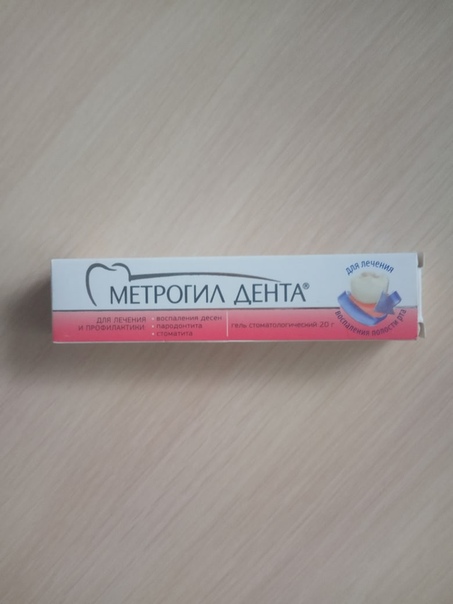 МЕТРОГИЛ ДЕНТА®
ДЛЯ ЛЕЧЕНИЯ
И ПРОФИЛАКТИКИ
• воспаления десен
• пародонтита
• стоматита
гель стоматологический 20 г
для лечения
воспаления полости рта